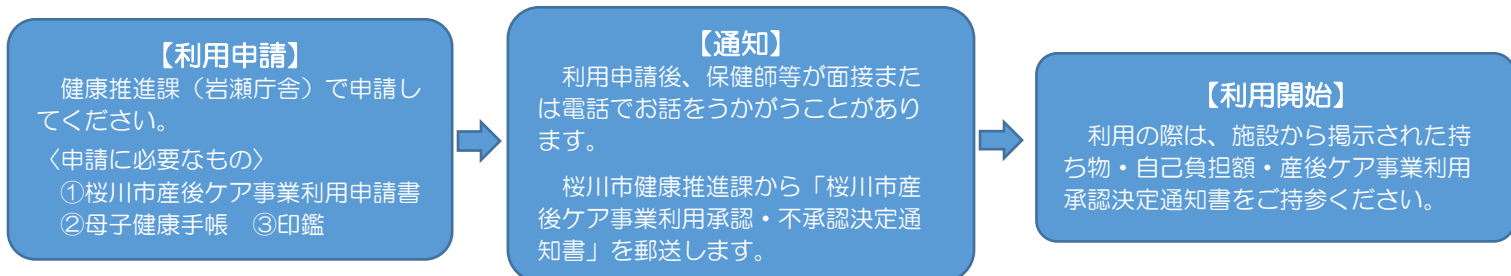 【利用申請】
　健康推進課（岩瀬庁舎）で申請し
てください。
〈申請に必要なもの〉
①桜川市産後ケア事業利用申請書
②母子健康手帳　③印鑑
【通知】
　利用申請後、保健師等が面接また
は電話でお話をうかがうことがあり
ます。
　桜川市健康推進課から「桜川市産
後ケア事業利用承認・不承認決定通
知書」を郵送します。
【利用開始】
　利用の際は、施設から掲示された持
ち物・自己負担額・産後ケア事業利用
承認決定通知書をご持参ください。